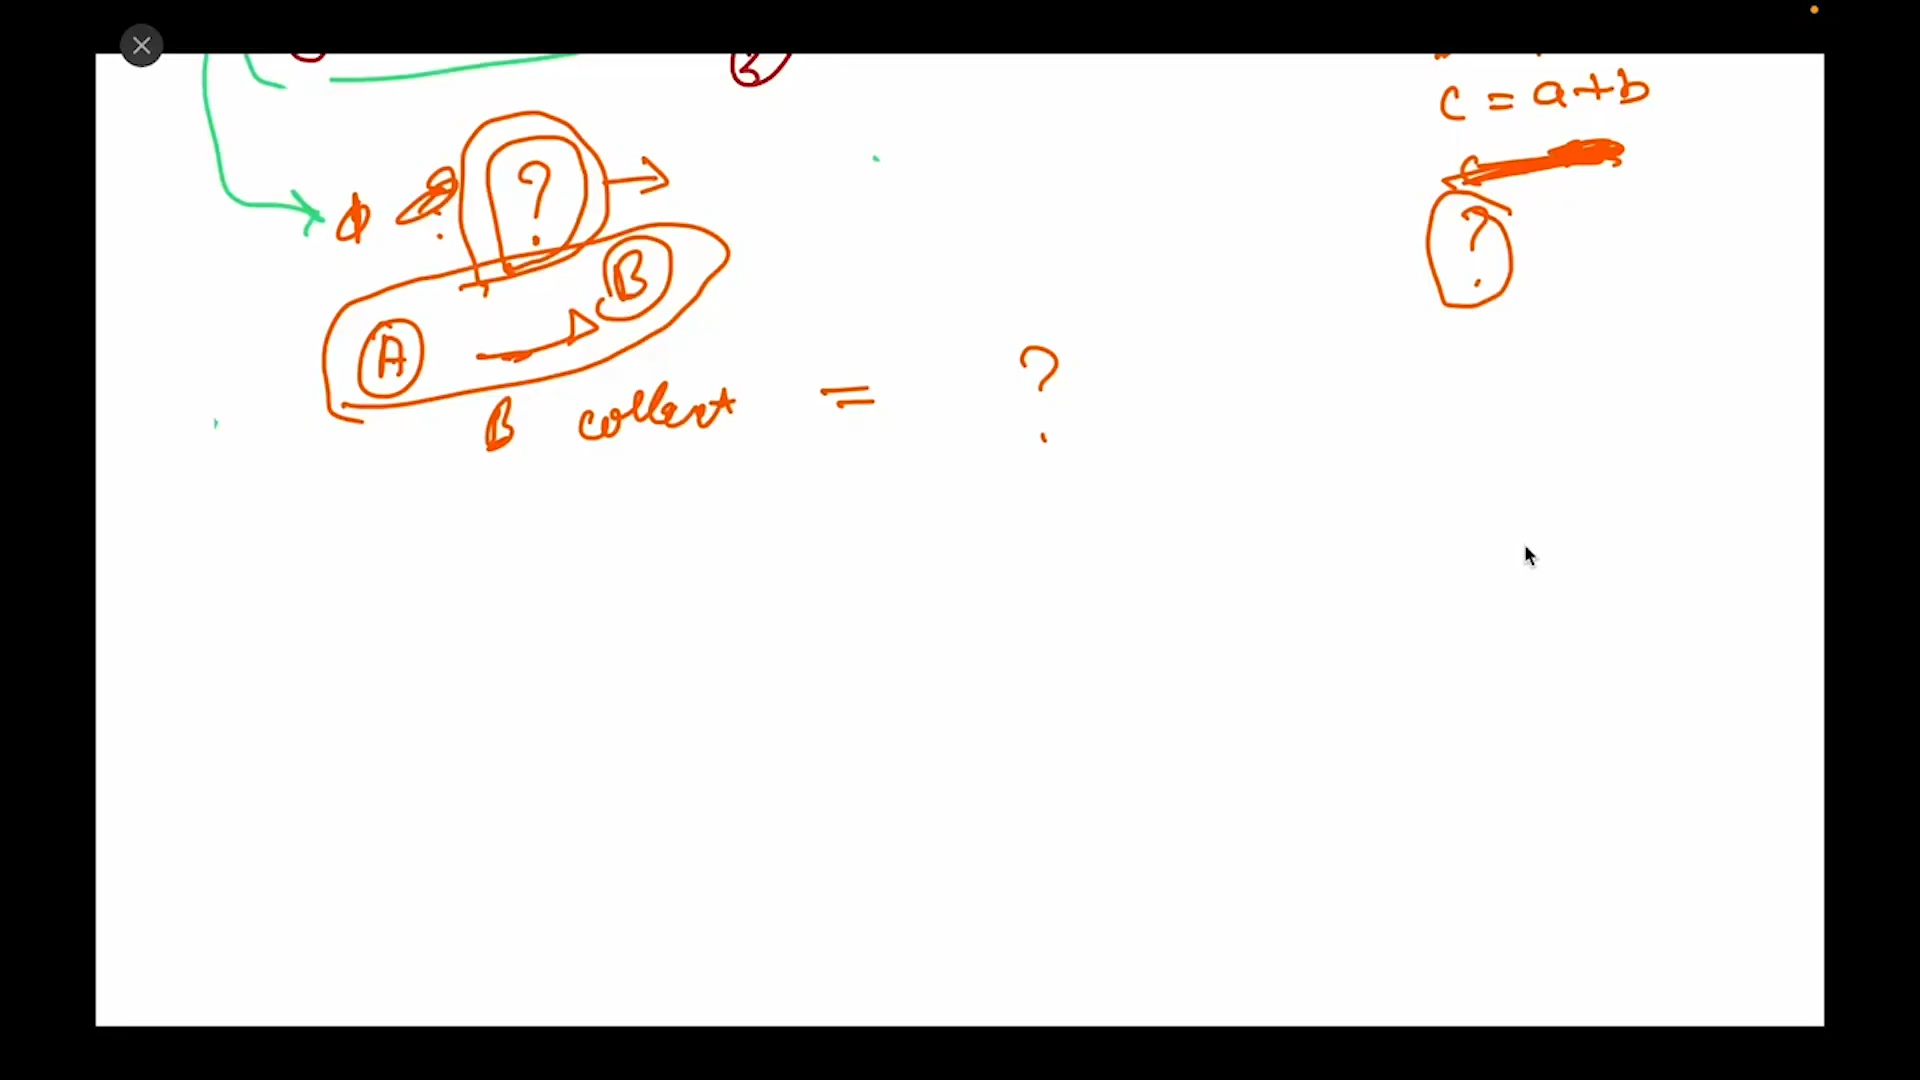 B
c = a+b
?
?
B
A
?
B collect = ?